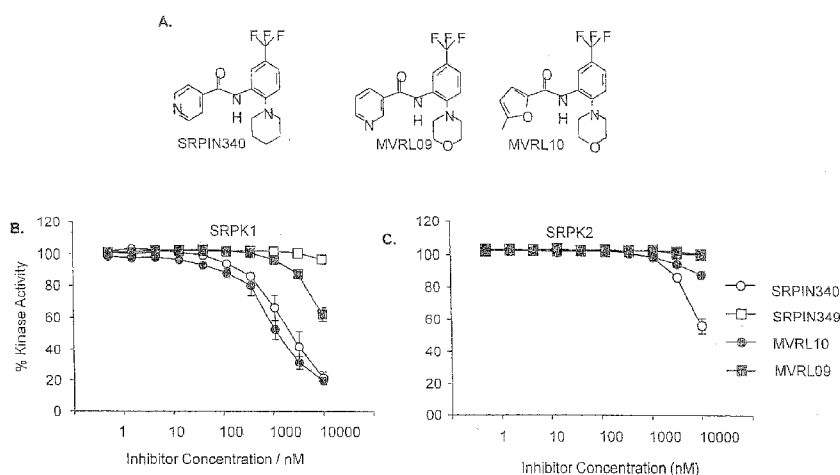 A.
F F F
O
N
H
N
N
SRPIN340
F F F
O
N
H
N
N
O
MVRL09
F F F
O
N
H
O
N
O
MVRL10
B.
SRPK1
120
100
80
60
40
20
0
% Kinase Activity
1 10 100 1000 10000
Inhibitor Concentration / nM
C.
SRPK2
120
100
80
60
40
20
00
1 10 100 1000 10000
Inhibitor Concentration (nM)
SRPIN340
SRPIN349
MVRL10
MVRL09